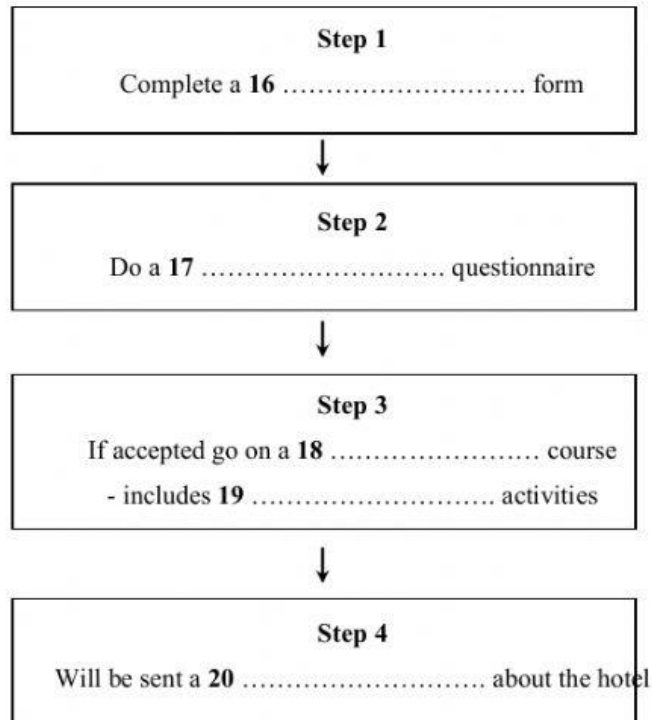 Step 1
Complete a 16 ............................ form
Step 2
Do a 17 ............................ questionnaire
Step 3
If accepted go on a 18 ........................ course
- includes 19 ............................ activities
Step 4
Will be sent a 20 ............................ about the hotel